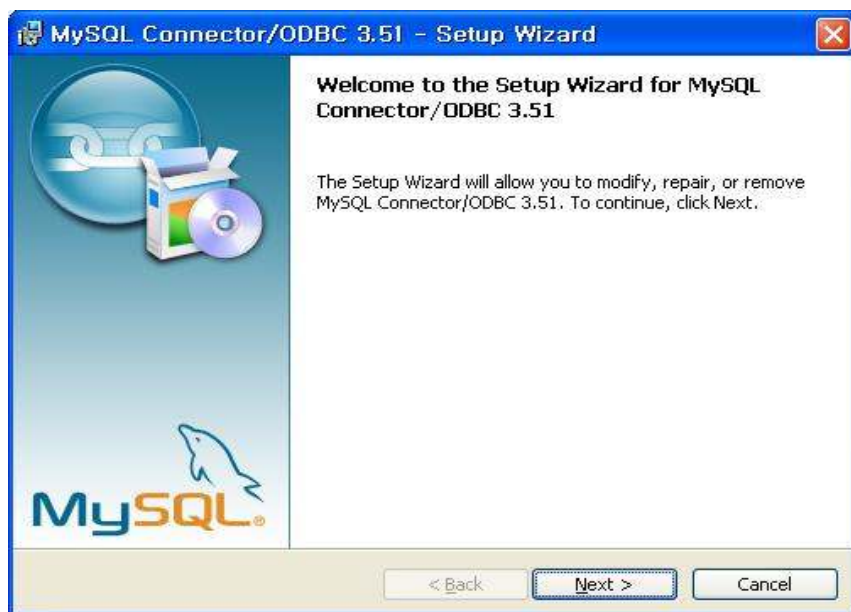 MySQL Connector/ODBC 3.51 - Setup Wizard
Welcome to the Setup Wizard for MySQL
Connector/ODBC 3.51
The Setup Wizard will allow you to modify, repair, or remove
MySQL Connector/ODBC 3.51. To continue, click Next.
MySQL®
< Back
Next >
Cancel